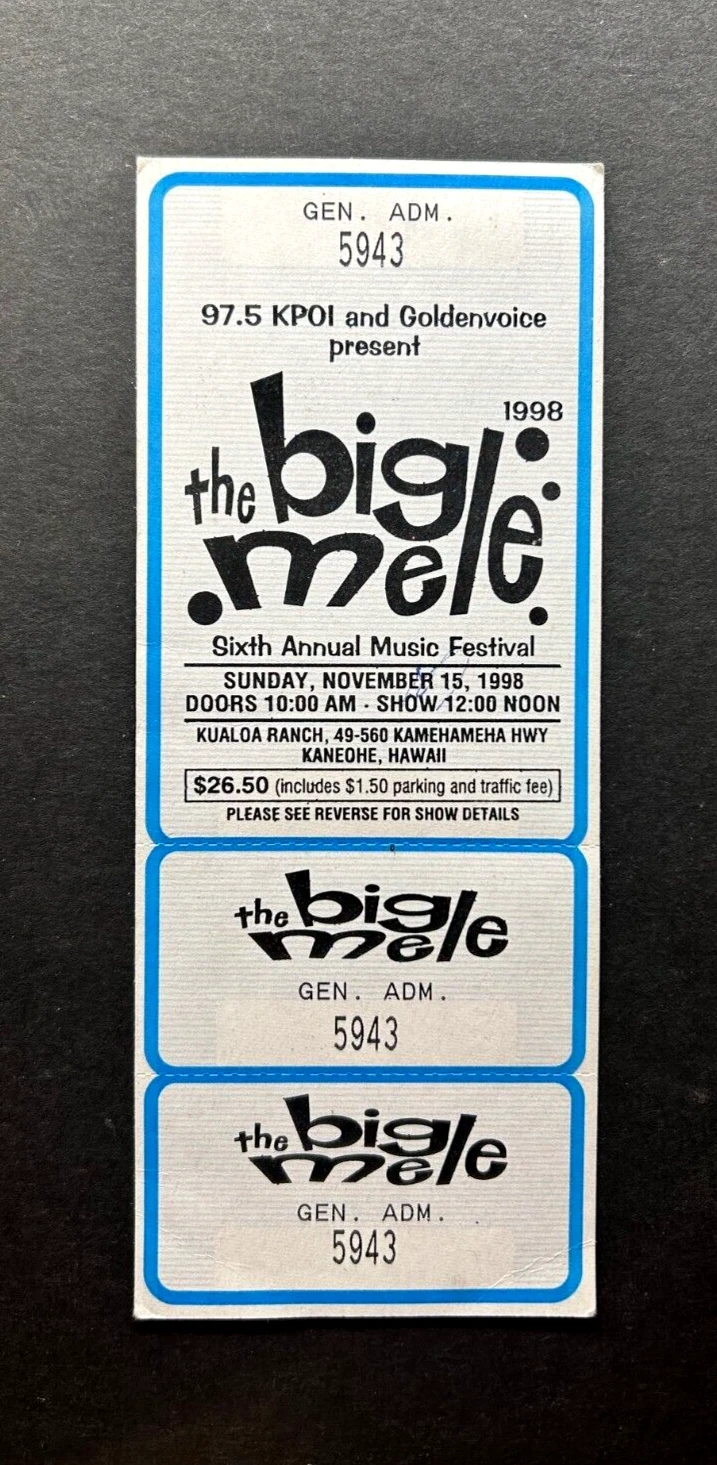 GEN. ADM.
5943
97.5 KPOI and Goldenvoice
present
1998
the big
mele
Sixth Annual Music Festival
SUNDAY, NOVEMBER 15, 1998
DOORS 10:00 AM - SHOW 12:00 NOON
KUALOA RANCH, 49-560 KAMEHAMEHA HWY
KANEOHE, HAWAII
$26.50 (includes $1.50 parking and traffic fee)
PLEASE SEE REVERSE FOR SHOW DETAILS
the big
mele
GEN. ADM.
5943
the big
mele
GEN. ADM.
5943